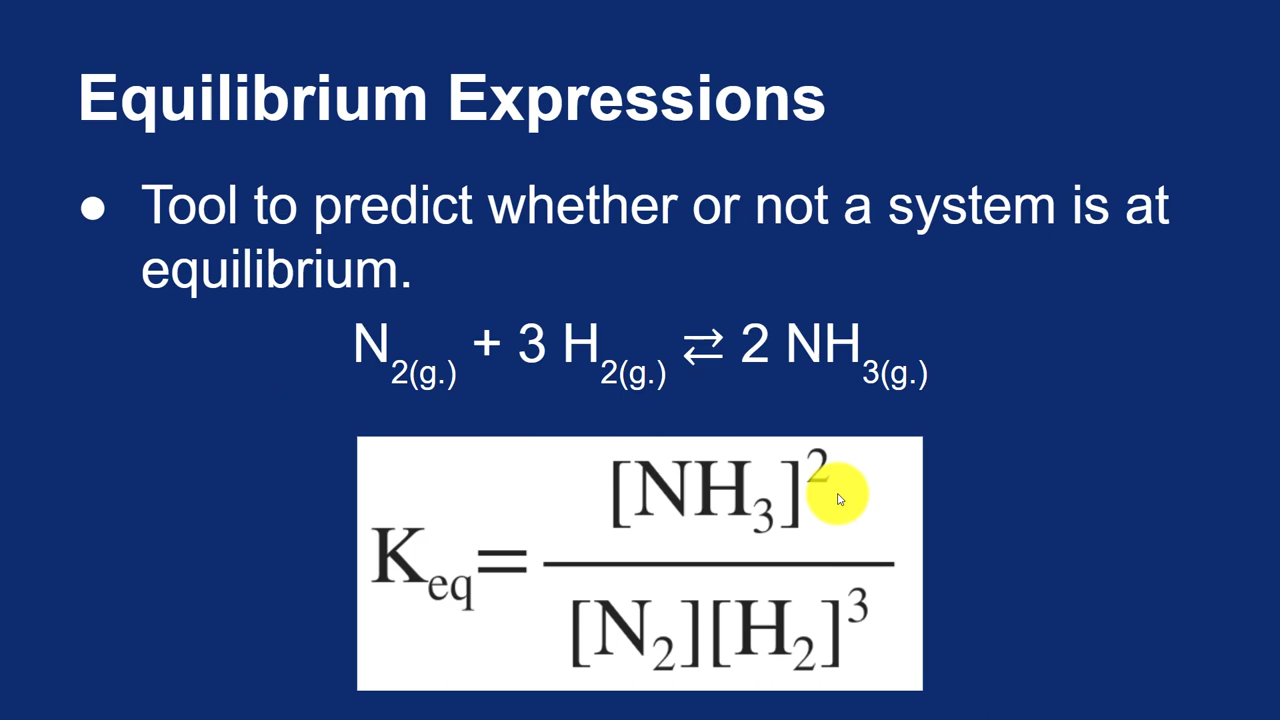 Equilibrium Expressions
● Tool to predict whether or not a system is at
equilibrium.
N₂(g.) + 3 H₂(g.) ⇄ 2 NH₃(g.)
[NH₃]²
K_eq=
[N₂][H₂]³